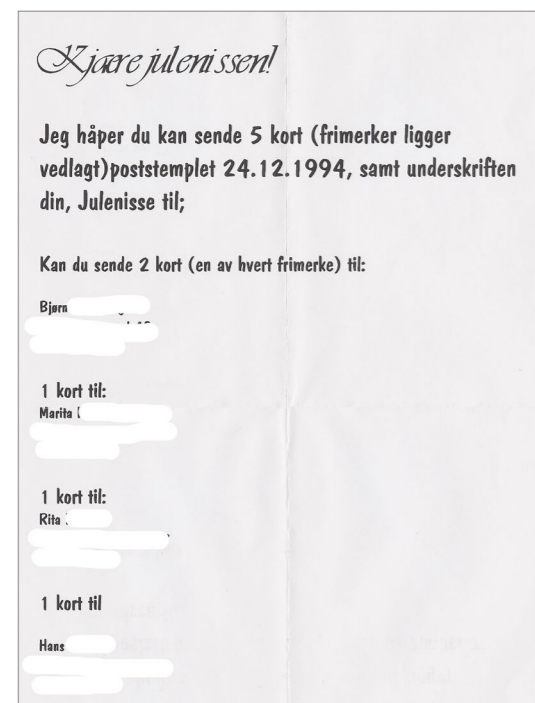 Kjære julenissen!
Jeg håper du kan sende 5 kort (frimerker ligger
vedlagt)poststemplet 24.12.1994, samt underskriften
din, Julenisse til;
Kan du sende 2 kort (en av hvert frimerke) til:
Bjørn
1 kort til:
Marita
1 kort til:
Rita
1 kort til
Hans